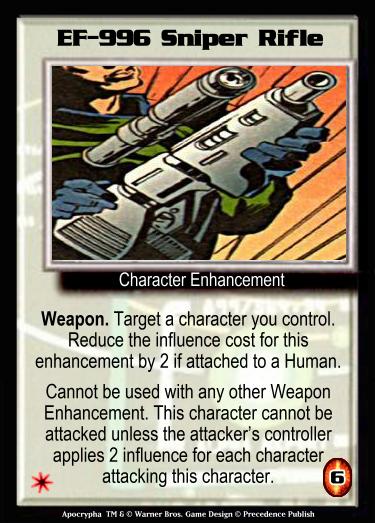 EF-996 Sniper Rifle
Character Enhancement
Weapon. Target a character you control.
Reduce the influence cost for this
enhancement by 2 if attached to a Human.
Cannot be used with any other Weapon
Enhancement. This character cannot be
attacked unless the attacker's controller
applies 2 influence for each character
attacking this character.
6
Apocrypha TM & © Warner Bros. Game Design © Precedence Publish